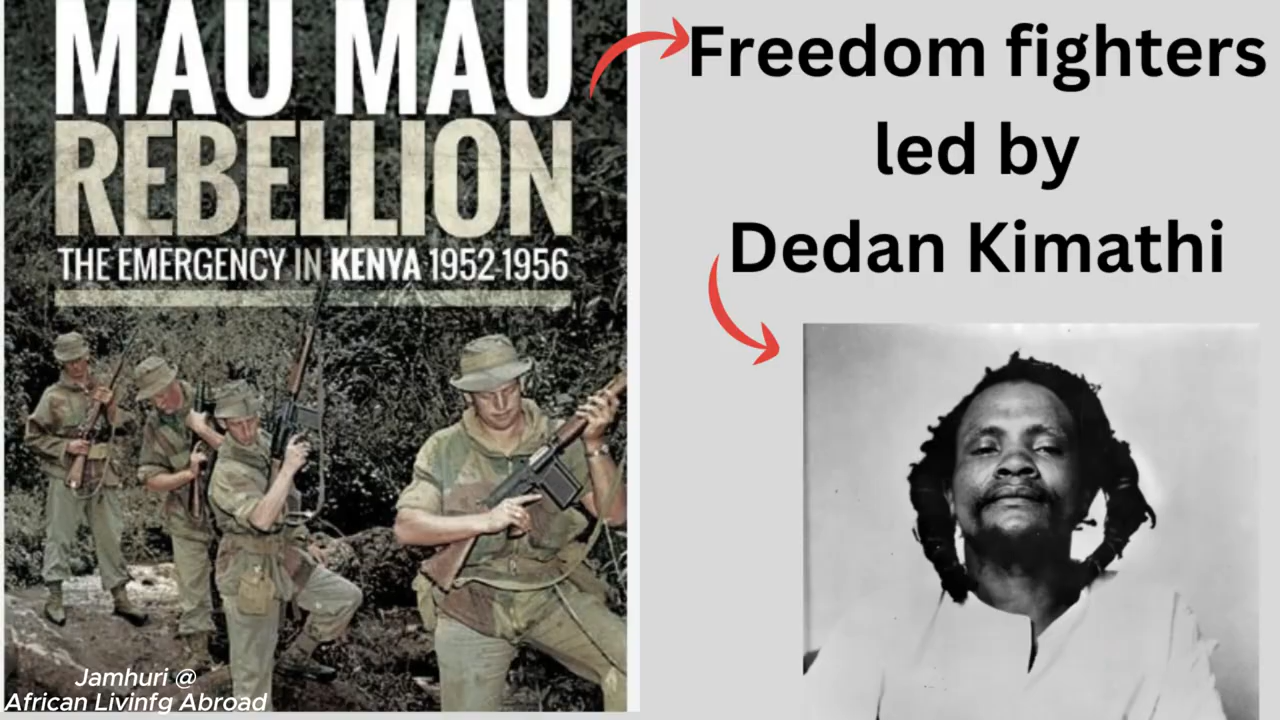 MAU MAU
REBELLION
THE EMERGENCY IN KENYA 1952-1956
Freedom fighters
led by
Dedan Kimathi
Jamhuri @
African Livinfg Abroad